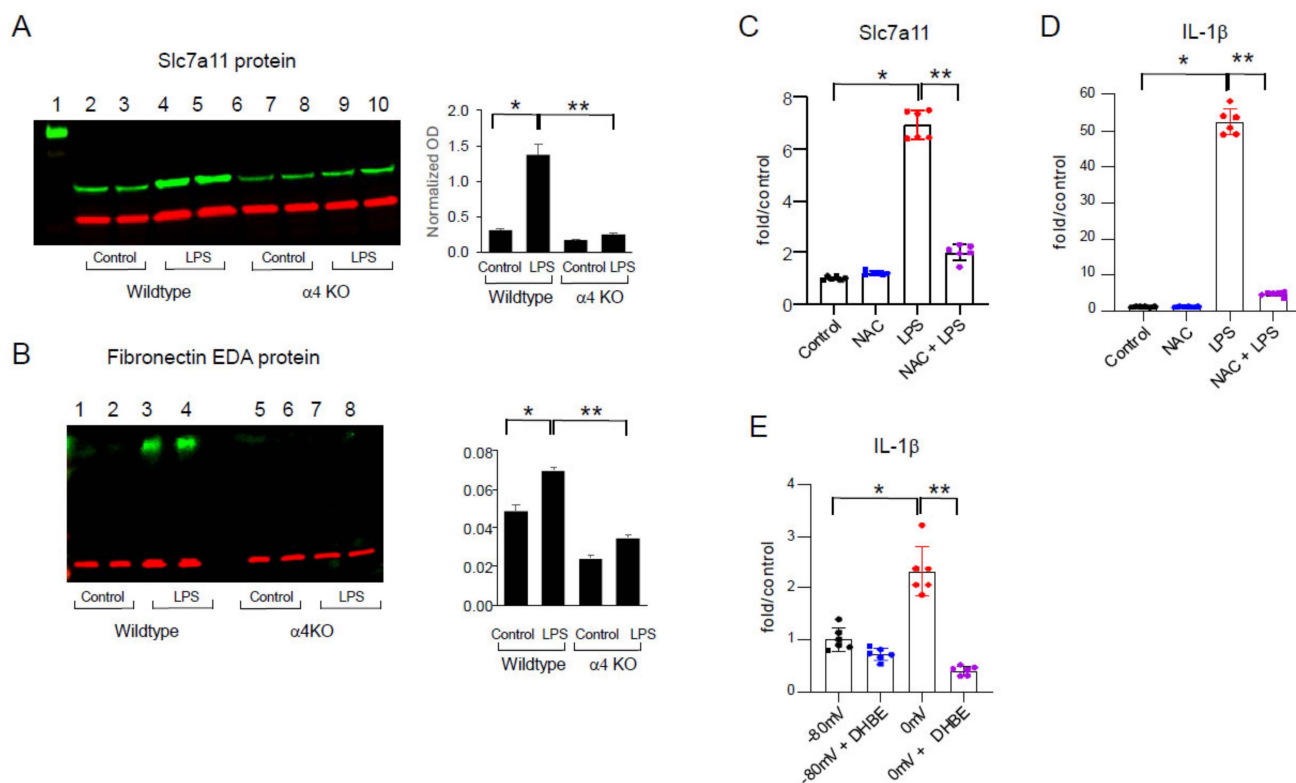 A
Slc7a11 protein
1 2 3 4 5 6 7 8 9 10
Control LPS Control LPS
Wildtype α4 KO
* **
2.0
1.5
1.0
0.5
0.0
Normalized OD
Control LPS Control LPS
Wildtype α4 KO
B
Fibronectin EDA protein
1 2 3 4 5 6 7 8
Control LPS Control LPS
Wildtype α4KO
* **
0.08
0.06
0.04
0.02
0.00
Control LPS Control LPS
Wildtype α4 KO
C
Slc7a11
* **
8
6
4
2
0
fold/control
Control NAC LPS NAC + LPS
D
IL-1β
* **
60
50
40
30
20
10
0
fold/control
Control NAC LPS NAC + LPS
E
IL-1β
* **
4
3
2
1
0
fold/control
-80mV -80mV + DHBE 0mV 0mV + DHBE